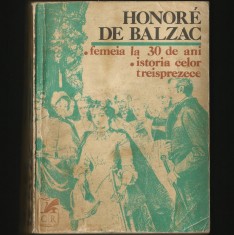 HONORÉ
DE BALZAC
•femeia la 30 de ani
•istoria celor
treisprezece